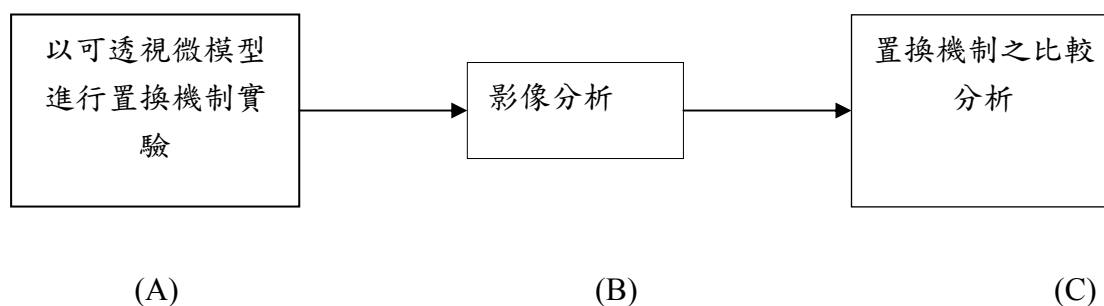 以可透視微模型
進行置換機制實
驗
影像分析
置換機制之比較
分析
(A)
(B)
(C)